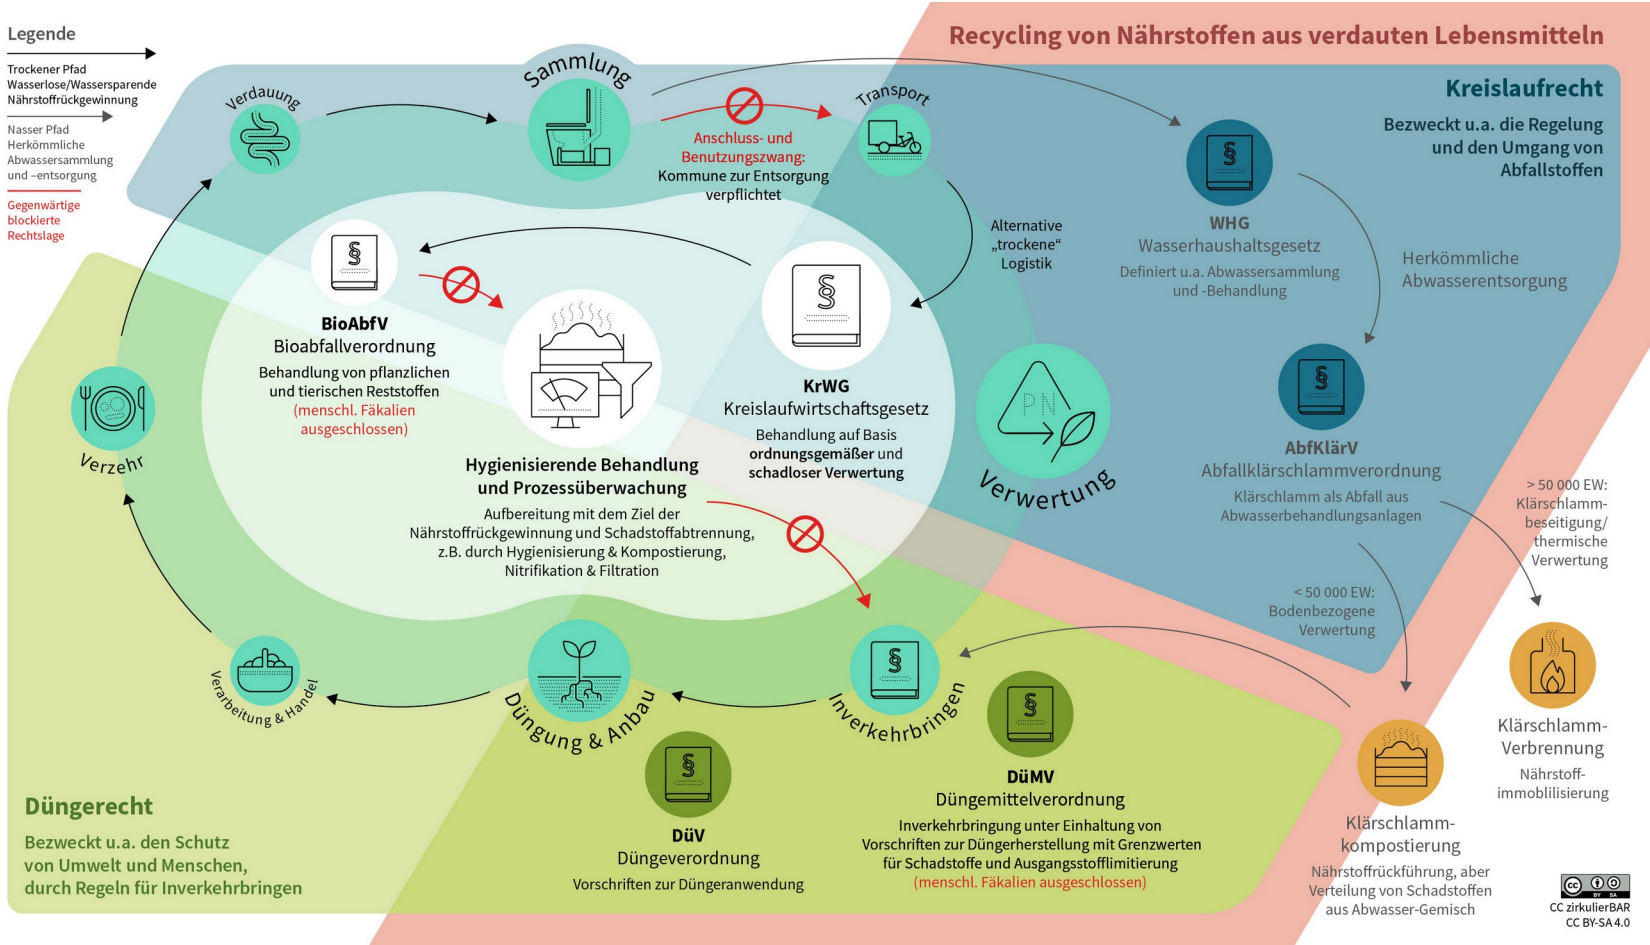 Legende
Trockener Pfad
Wasserlose/Wassersparende
Nährstoffrückgewinnung
Nasser Pfad
Herkömmliche
Abwassersammlung
und –entsorgung
Gegenwärtige
blockierte
Rechtslage
Recycling von Nährstoffen aus verdauten Lebensmitteln
Kreislaufrecht
Bezweckt u.a. die Regelung
und den Umgang von
Abfallstoffen
Verdauung
Sammlung
Anschluss- und
Benutzungszwang:
Kommune zur Entsorgung
verpflichtet
Transport
Alternative
„trockene“
Logistik
§
WHG
Wasserhaushaltsgesetz
Definiert u.a. Abwassersammlung
und -Behandlung
Herkömmliche
Abwasserentsorgung
§
BioAbfV
Bioabfallverordnung
Behandlung von pflanzlichen
und tierischen Reststoffen
(menschl. Fäkalien
ausgeschlossen)
§
KrWG
Kreislaufwirtschaftsgesetz
Behandlung auf Basis
ordnungsgemäßer und
schadloser Verwertung
Hygienisierende Behandlung
und Prozessüberwachung
Aufbereitung mit dem Ziel der
Nährstoffrückgewinnung und Schadstoffabtrennung,
z.B. durch Hygienisierung & Kompostierung,
Nitrifikation & Filtration
PN
Verwertung
§
AbfKlärV
Abfallklärschlammverordnung
Klärschlamm als Abfall aus
Abwasserbehandlungsanlagen
> 50 000 EW:
Klärschlamm-
beseitigung/
thermische
Verwertung
< 50 000 EW:
Bodenbezogene
Verwertung
Verzehr
Verarbeitung & Handel
Düngung & Anbau
§
Inverkehrbringen
§
DüMV
Düngemittelverordnung
Inverkehrbringung unter Einhaltung von
Vorschriften zur Düngerherstellung mit Grenzwerten
für Schadstoffe und Ausgangsstofflimitierung
(menschl. Fäkalien ausgeschlossen)
§
DüV
Düngeverordnung
Vorschriften zur Düngeranwendung
Düngerecht
Bezweckt u.a. den Schutz
von Umwelt und Menschen,
durch Regeln für Inverkehrbringen
Klärschlamm-
Verbrennung
Nährstoff-
immoblilisierung
Klärschlamm-
kompostierung
Nährstoffrückführung, aber
Verteilung von Schadstoffen
aus Abwasser-Gemisch
cc BY SA
CC zirkulierBAR
CC BY-SA 4.0